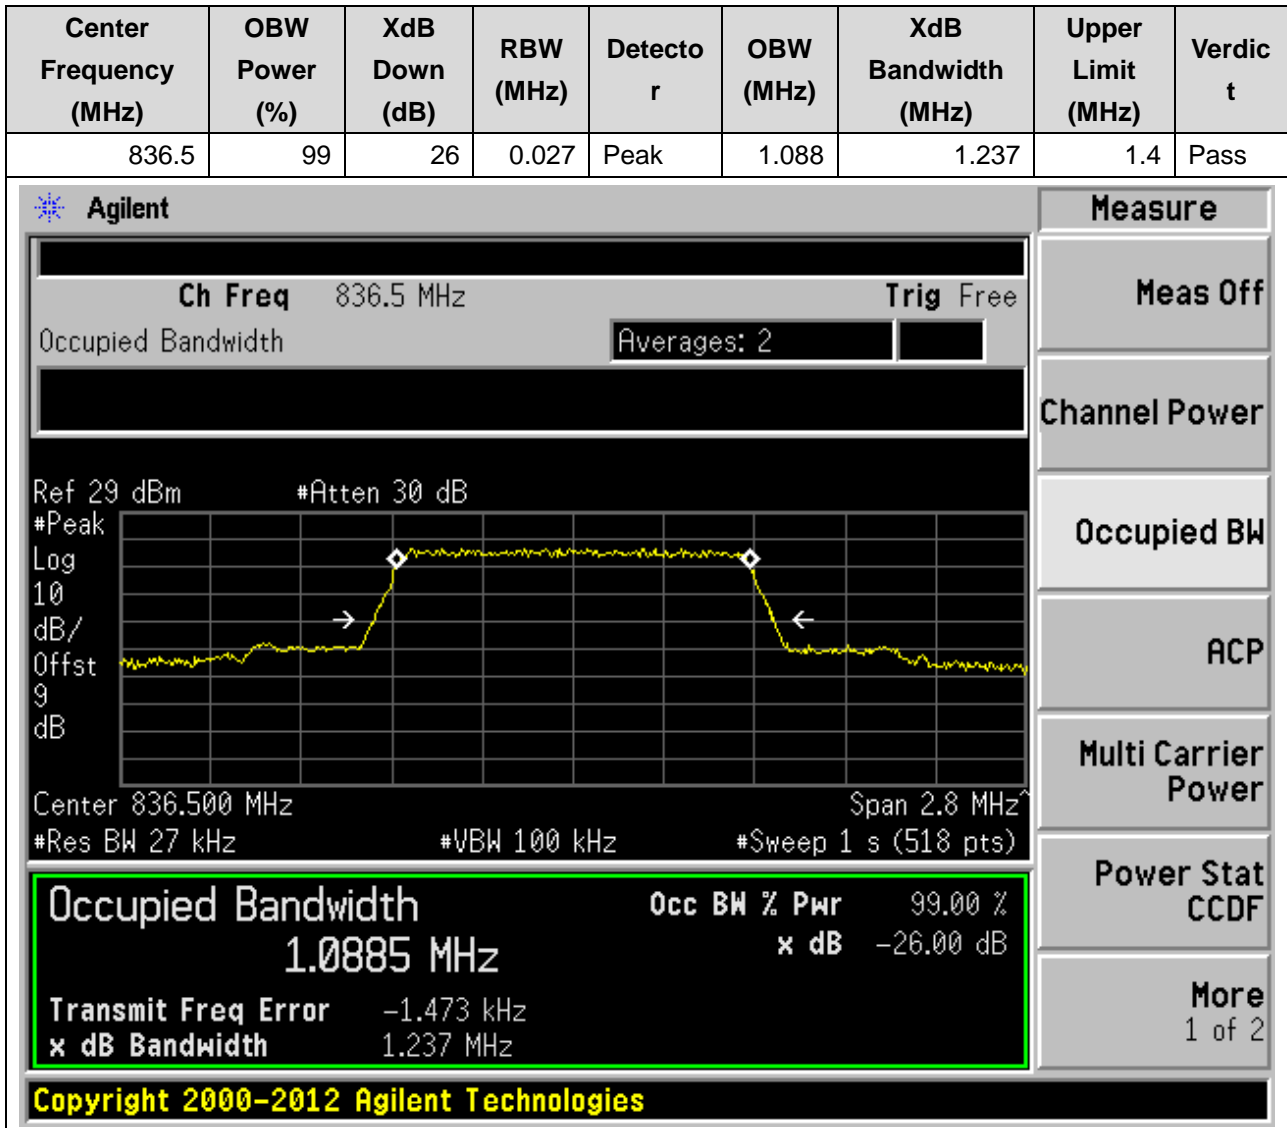 Center Frequency (MHz) OBW Power (%) XdB Down (dB) RBW (MHz) Detecto r OBW (MHz) XdB Bandwidth (MHz) Upper Limit (MHz) Verdic t
836.5 99 26 0.027 Peak 1.088 1.237 1.4 Pass
Agilent
Measure
Ch Freq 836.5 MHz Trig Free
Occupied Bandwidth Averages: 2
Meas Off
Channel Power
Occupied BW
ACP
Multi Carrier
Power
Power Stat
CCDF
More
1 of 2
Ref 29 dBm #Atten 30 dB
#Peak
Log
10
dB/
Offst
9
dB
Center 836.500 MHz Span 2.8 MHz^
#Res BW 27 kHz #VBW 100 kHz #Sweep 1 s (518 pts)
Occupied Bandwidth Occ BW % Pwr 99.00 %
1.0885 MHz x dB -26.00 dB
Transmit Freq Error -1.473 kHz
x dB Bandwidth 1.237 MHz
Copyright 2000-2012 Agilent Technologies